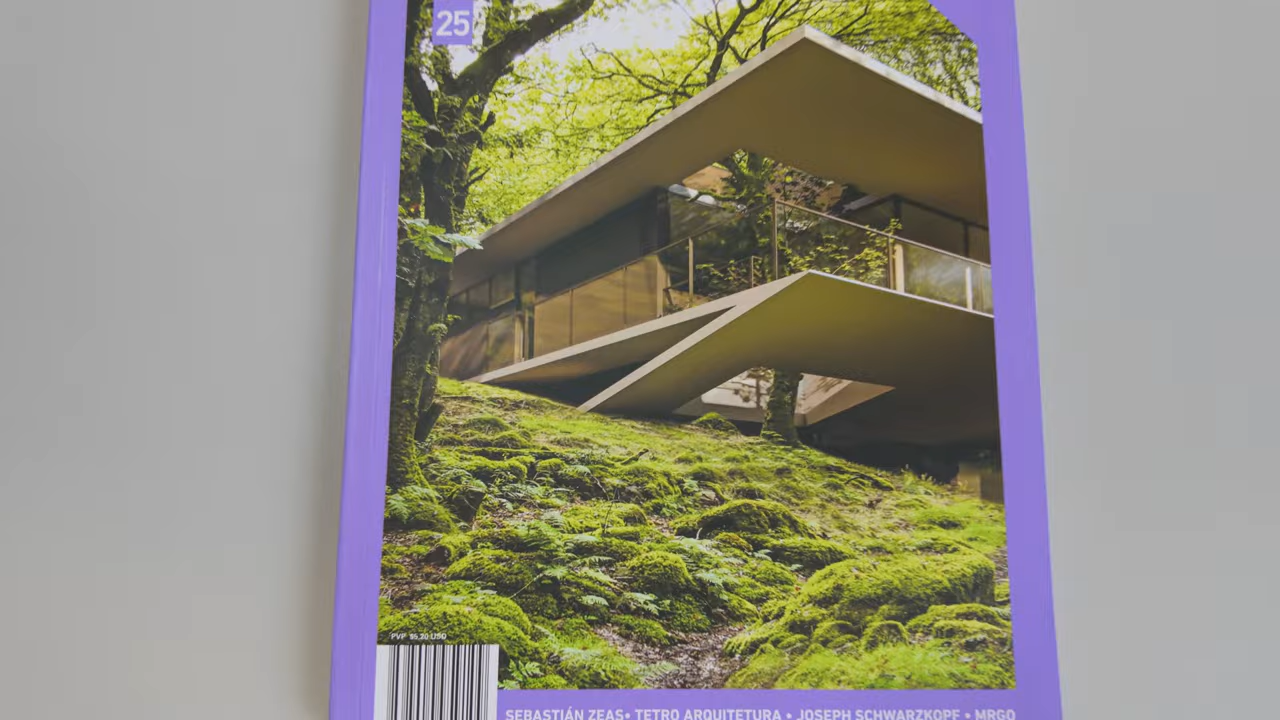 25
PVP $5,20 USD
SEBASTIÁN ZEAS• TETRO ARQUITETURA • JOSEPH SCHWARZKOPF • MRGO